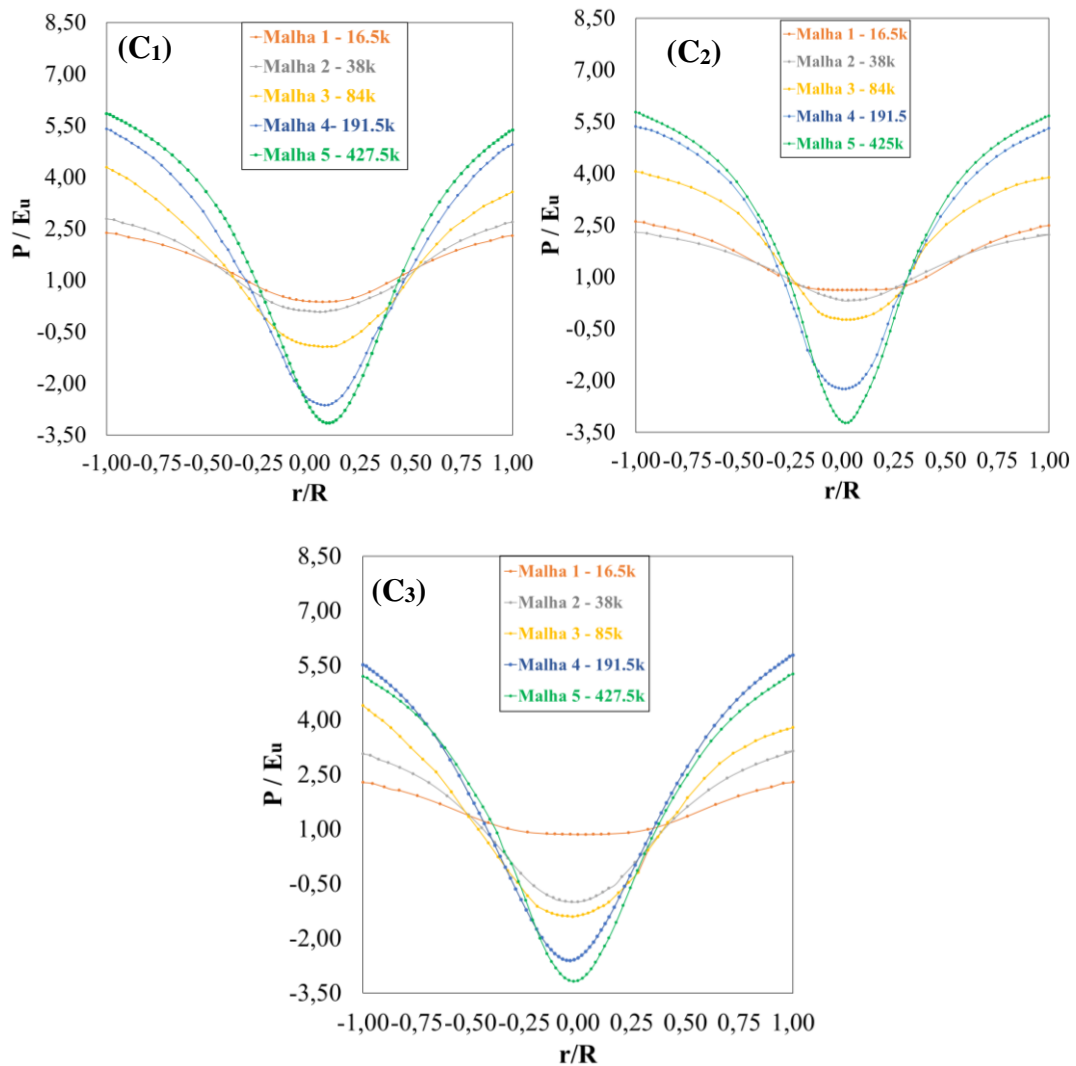 (C₁)
Malha 1 - 16.5k
Malha 2 - 38k
Malha 3 - 84k
Malha 4- 191.5k
Malha 5 - 427.5k
8,50
7,00
5,50
4,00
2,50
1,00
-0,50
-2,00
-3,50
P / Eu
-1,00 -0,75 -0,50 -0,25 0,00 0,25 0,50 0,75 1,00
r/R
(C₂)
Malha 1 - 16.5k
Malha 2 - 38k
Malha 3 - 84k
Malha 4 - 191.5
Malha 5 - 425k
8,50
7,00
5,50
4,00
2,50
1,00
-0,50
-2,00
-3,50
P / Eu
-1,00 -0,75 -0,50 -0,25 0,00 0,25 0,50 0,75 1,00
r/R
(C₃)
Malha 1 - 16.5k
Malha 2 - 38k
Malha 3 - 85k
Malha 4 - 191.5k
Malha 5 - 427.5k
8,50
7,00
5,50
4,00
2,50
1,00
-0,50
-2,00
-3,50
P / Eu
-1,00 -0,75 -0,50 -0,25 0,00 0,25 0,50 0,75 1,00
r/R